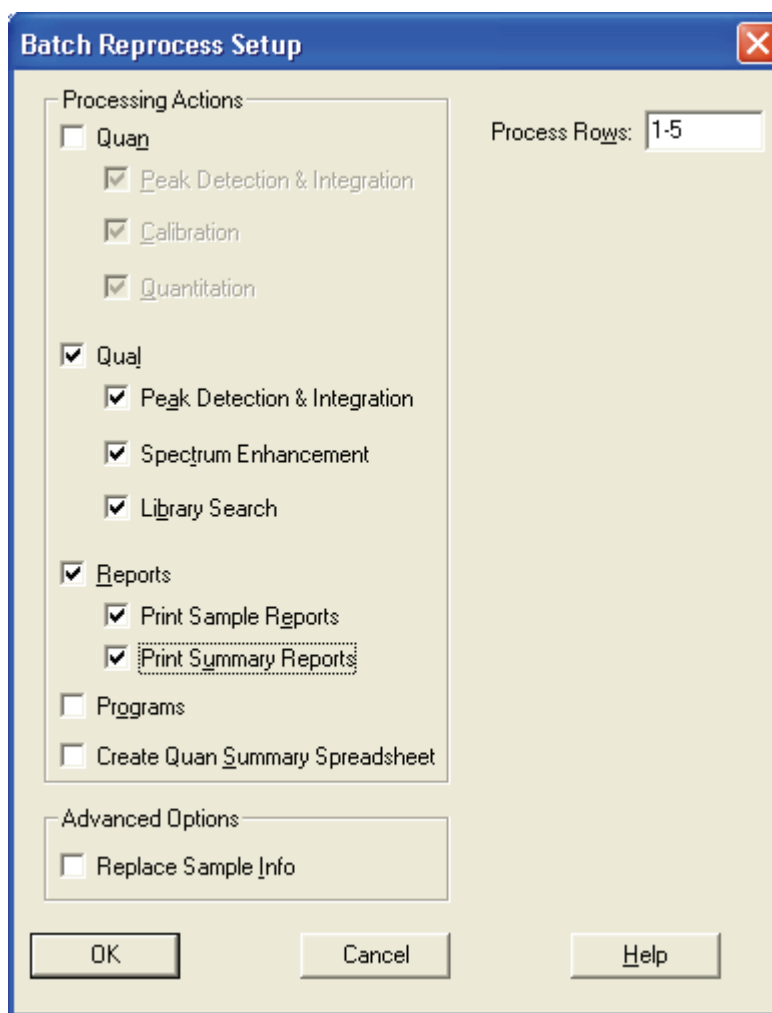 Batch Reprocess Setup
Processing Actions
Quan
Peak Detection & Integration
Calibration
Quantitation
Qual
Peak Detection & Integration
Spectrum Enhancement
Library Search
Reports
Print Sample Reports
Print Summary Reports
Programs
Create Quan Summary Spreadsheet
Process Rows: 1-5
Advanced Options
Replace Sample Info
OK Cancel Help